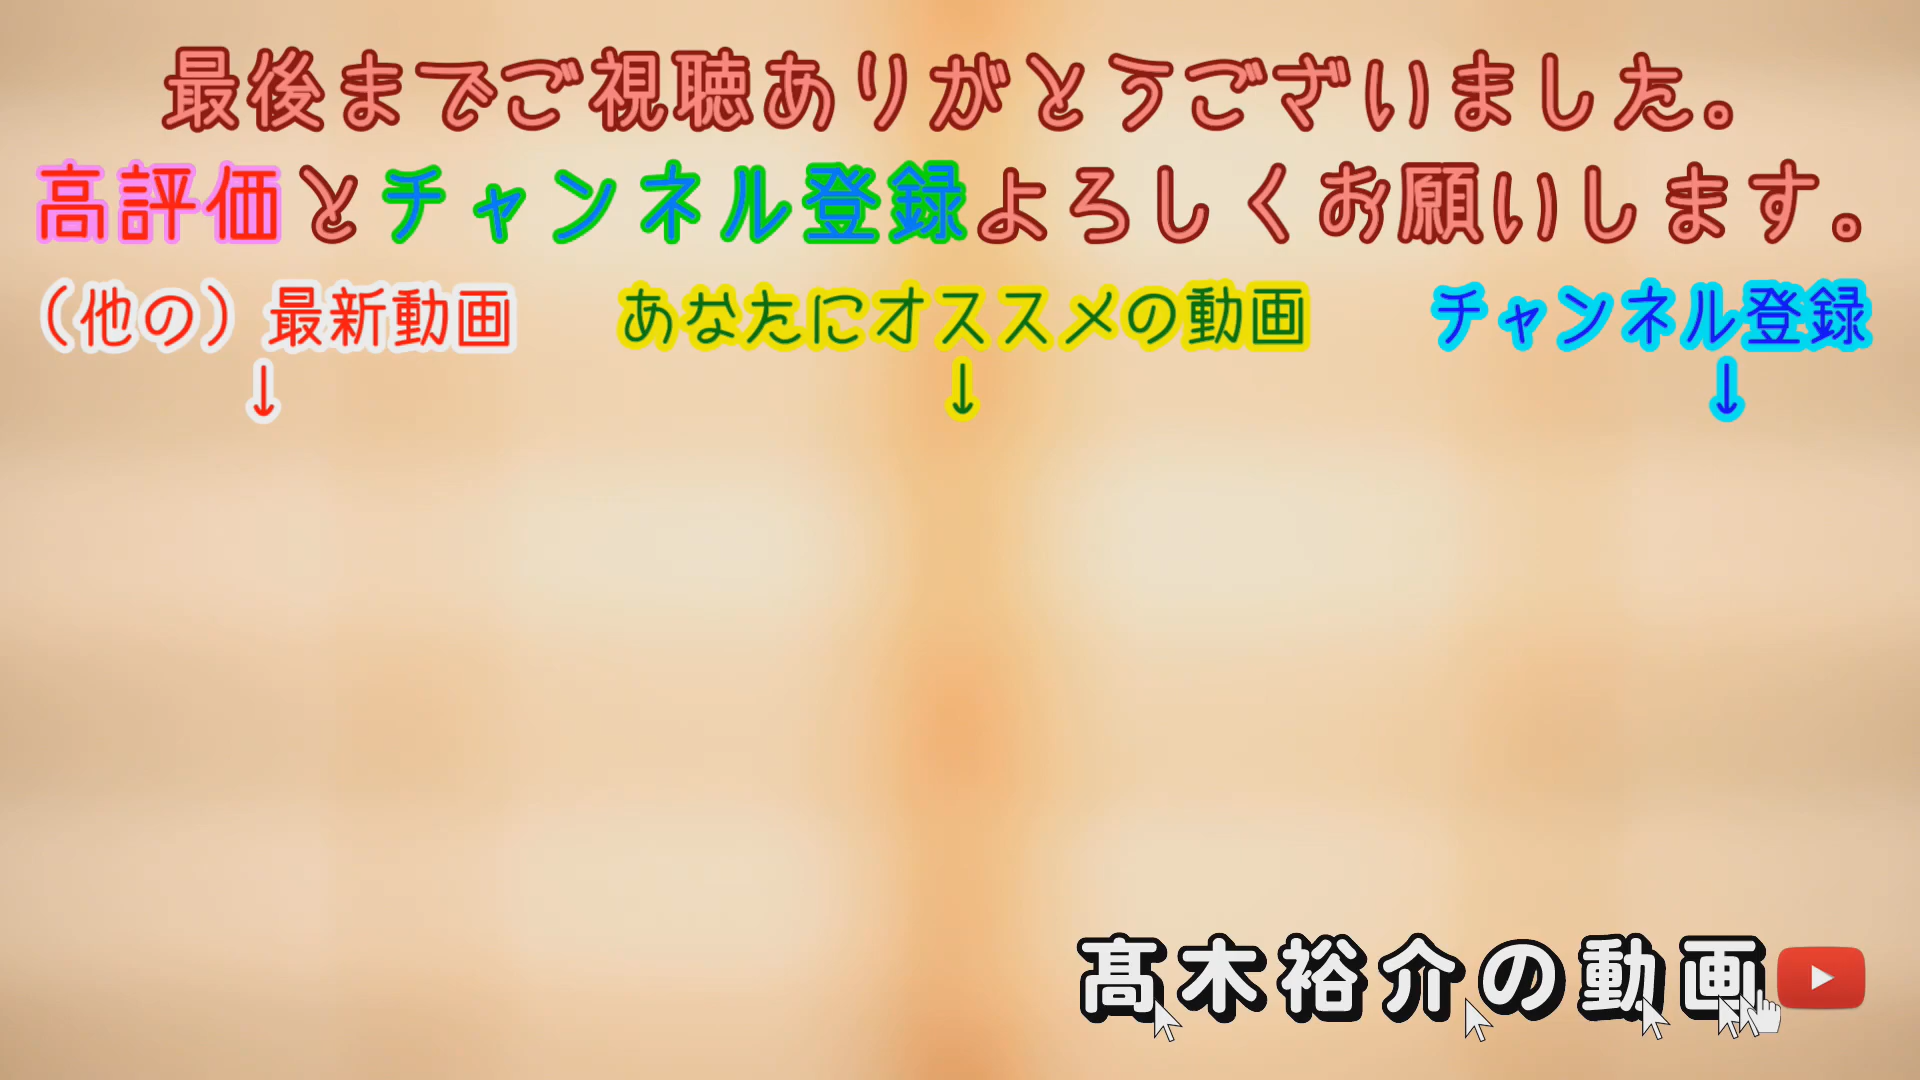 最後までご視聴ありがとうございました。
高評価とチャンネル登録よろしくお願いします。
（他の）最新動画 あなたにオススメの動画 チャンネル登録
↓ ↓ ↓
髙木裕介の動画